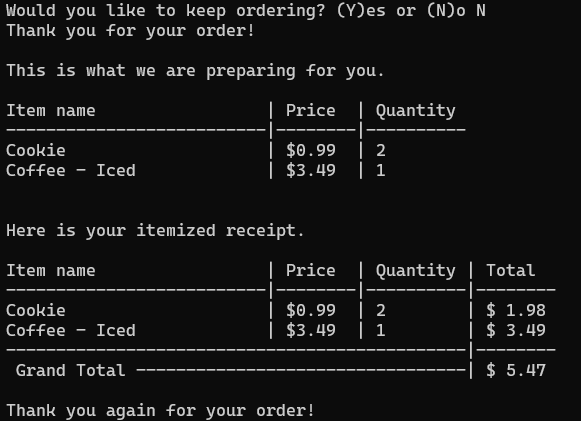 Would you like to keep ordering? (Y)es or (N)o N
Thank you for your order!

This is what we are preparing for you.

Item name                 | Price  | Quantity
--------------------------|--------|----------
Cookie                    | $0.99  | 2
Coffee - Iced             | $3.49  | 1


Here is your itemized receipt.

Item name                 | Price  | Quantity | Total
--------------------------|--------|----------|--------
Cookie                    | $0.99  | 2        | $ 1.98
Coffee - Iced             | $3.49  | 1        | $ 3.49
----------------------------------------------|--------
 Grand Total ---------------------------------| $ 5.47

Thank you again for your order!